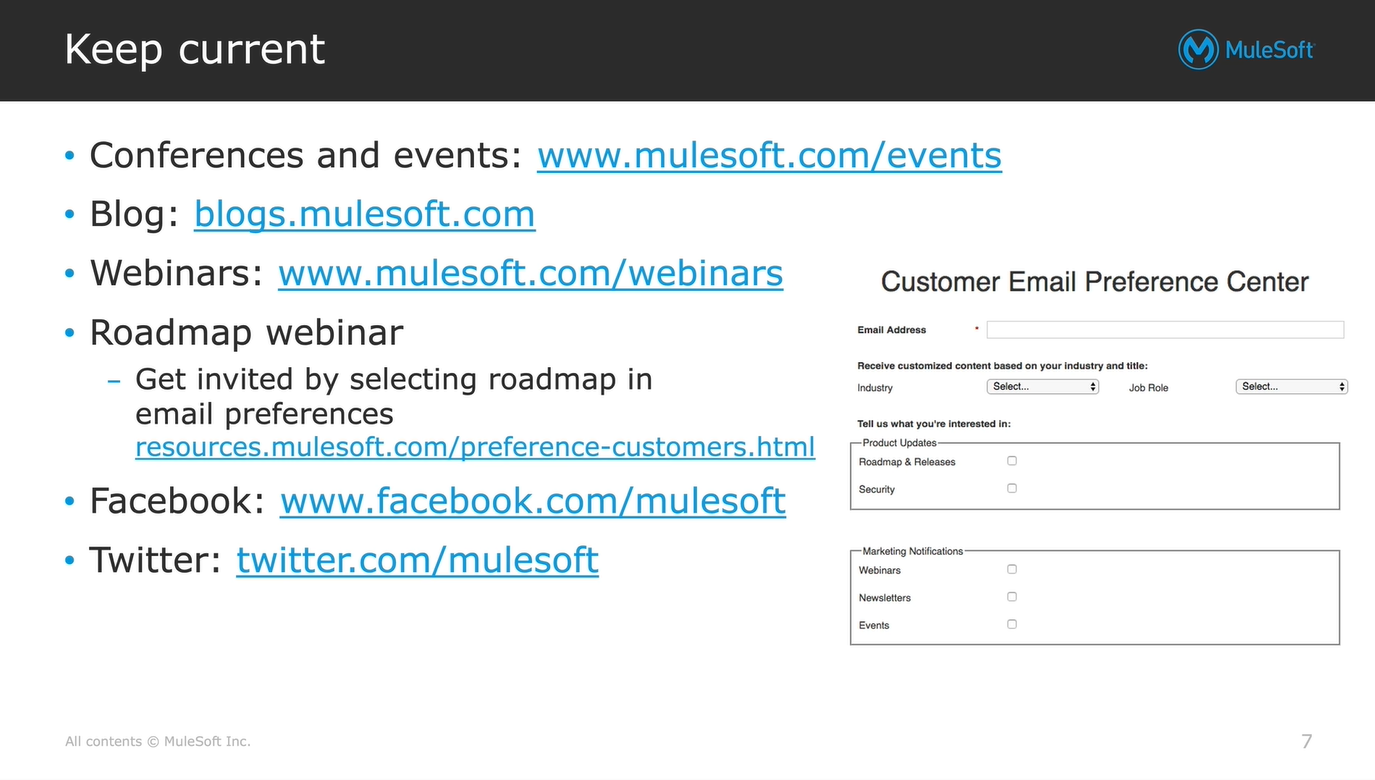 Keep current
MuleSoft
• Conferences and events: www.mulesoft.com/events
• Blog: blogs.mulesoft.com
• Webinars: www.mulesoft.com/webinars
• Roadmap webinar
– Get invited by selecting roadmap in
email preferences
resources.mulesoft.com/preference-customers.html
• Facebook: www.facebook.com/mulesoft
• Twitter: twitter.com/mulesoft
Customer Email Preference Center
Email Address *
Receive customized content based on your industry and title:
Industry Select... Job Role Select...
Tell us what you're interested in:
Product Updates
Roadmap & Releases
Security
Marketing Notifications
Webinars
Newsletters
Events
All contents © MuleSoft Inc.
7